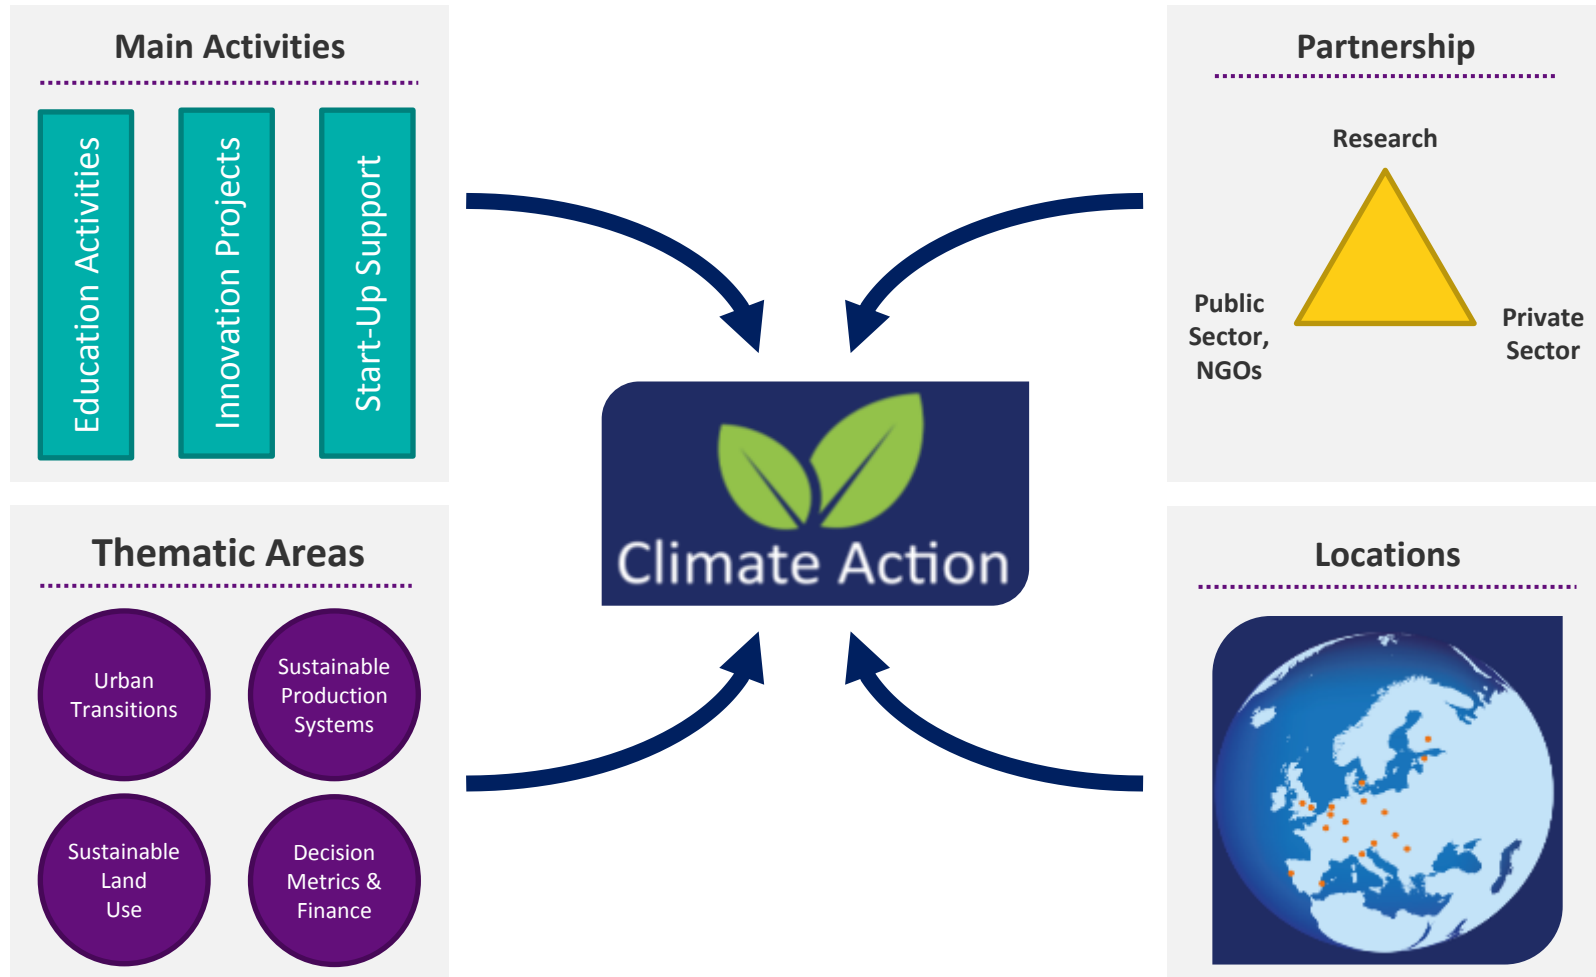 Main Activities
Education Activities
Innovation Projects
Start-Up Support
Partnership
Research
Public
Sector,
NGOs
Private
Sector
Climate Action
Thematic Areas
Urban
Transitions
Sustainable
Production
Systems
Sustainable
Land
Use
Decision
Metrics &
Finance
Locations